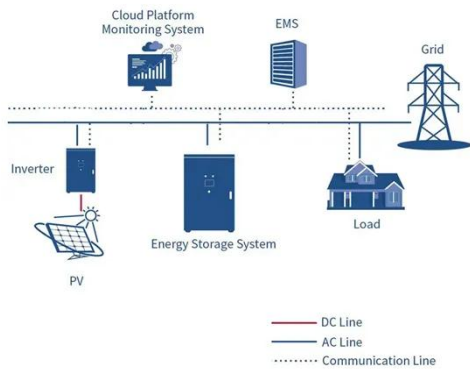 Cloud Platform
Monitoring System
EMS
Grid
Inverter
Energy Storage System
Load
PV
DC Line
AC Line
Communication Line